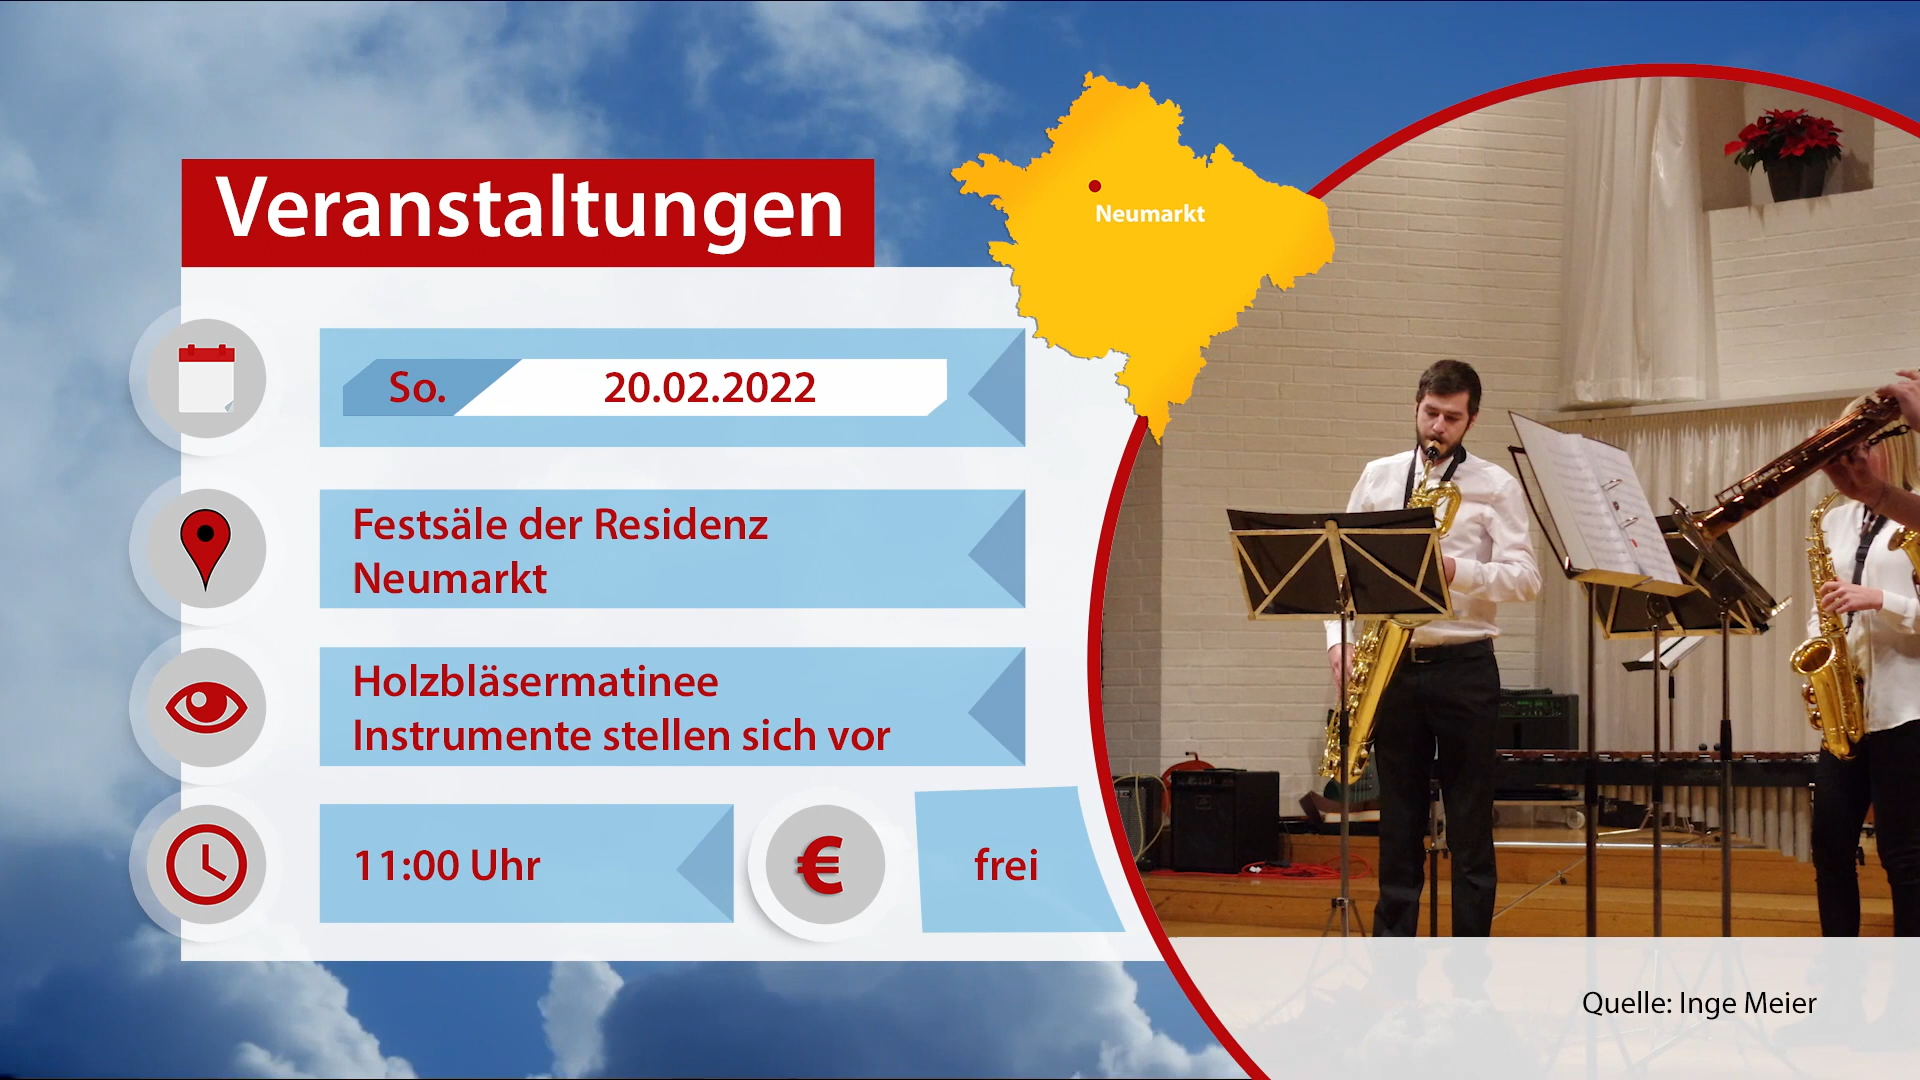 Veranstaltungen
Neumarkt
So. 20.02.2022
Festsäle der Residenz
Neumarkt
Holzbläsermatinee
Instrumente stellen sich vor
11:00 Uhr
€ frei
Quelle: Inge Meier